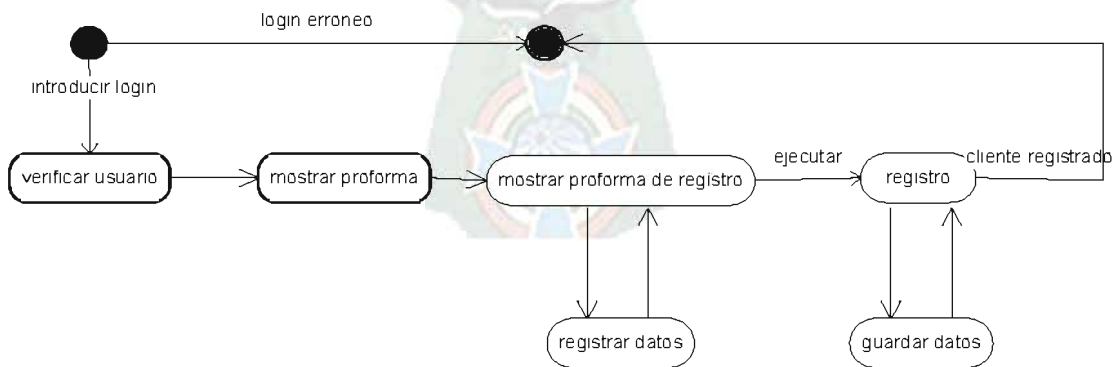 login erroneo
introducir login
verificar usuario
mostrar proforma
mostrar proforma de registro
ejecutar
registro
cliente registrado
registrar datos
guardar datos